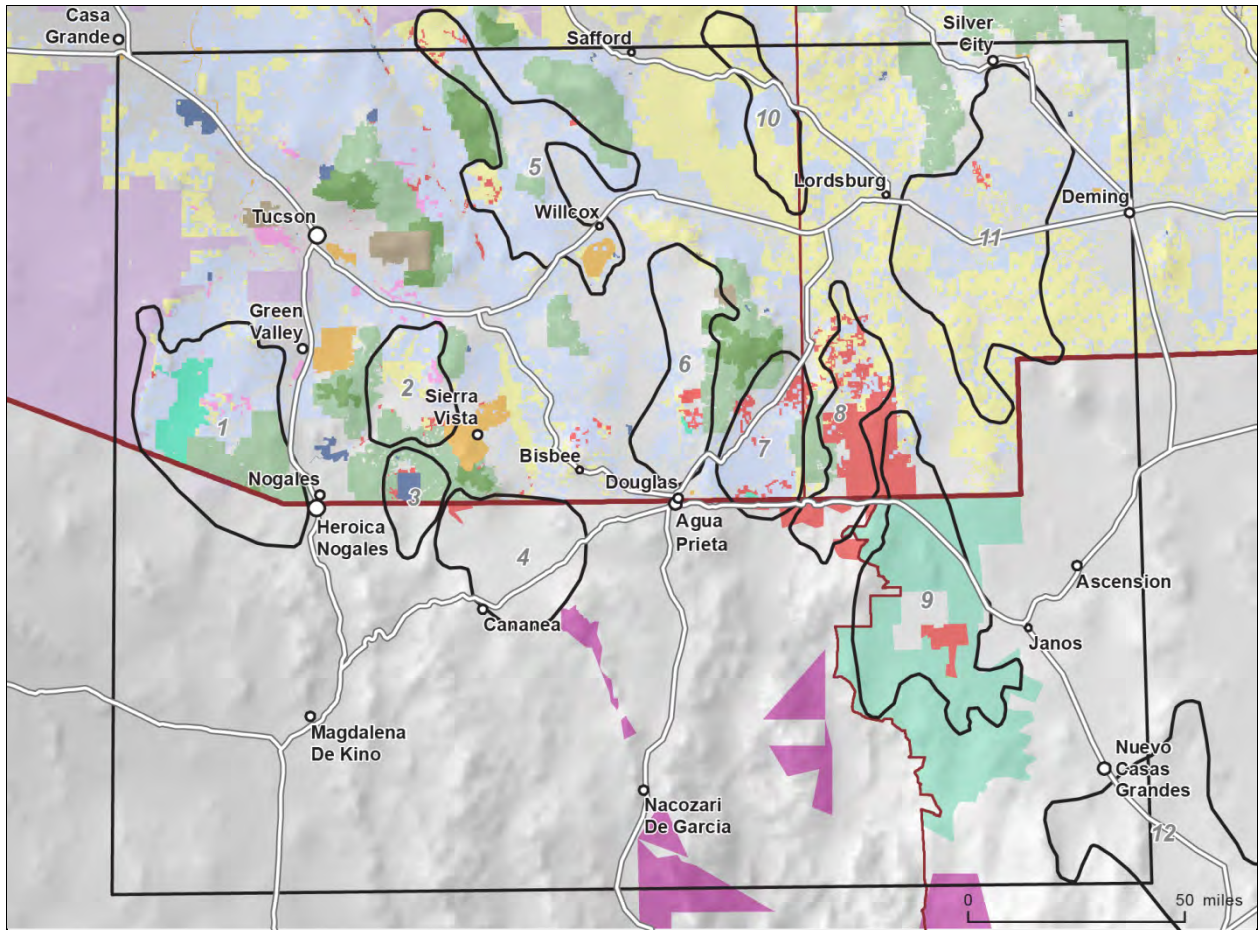 Casa
Grande
Safford
Silver
City
10
5
Lordsburg
Willcox
Deming
Tucson
11
Green
Valley
6
2
Sierra
Vista
8
1
7
Bisbee
Nogales
3
Douglas
Heroica
Nogales
Agua
Prieta
4
Ascension
9
Cananea
Janos
Magdalena
De Kino
Nuevo
Casas
Grandes
Nacozari
De Garcia
12
0 50 miles